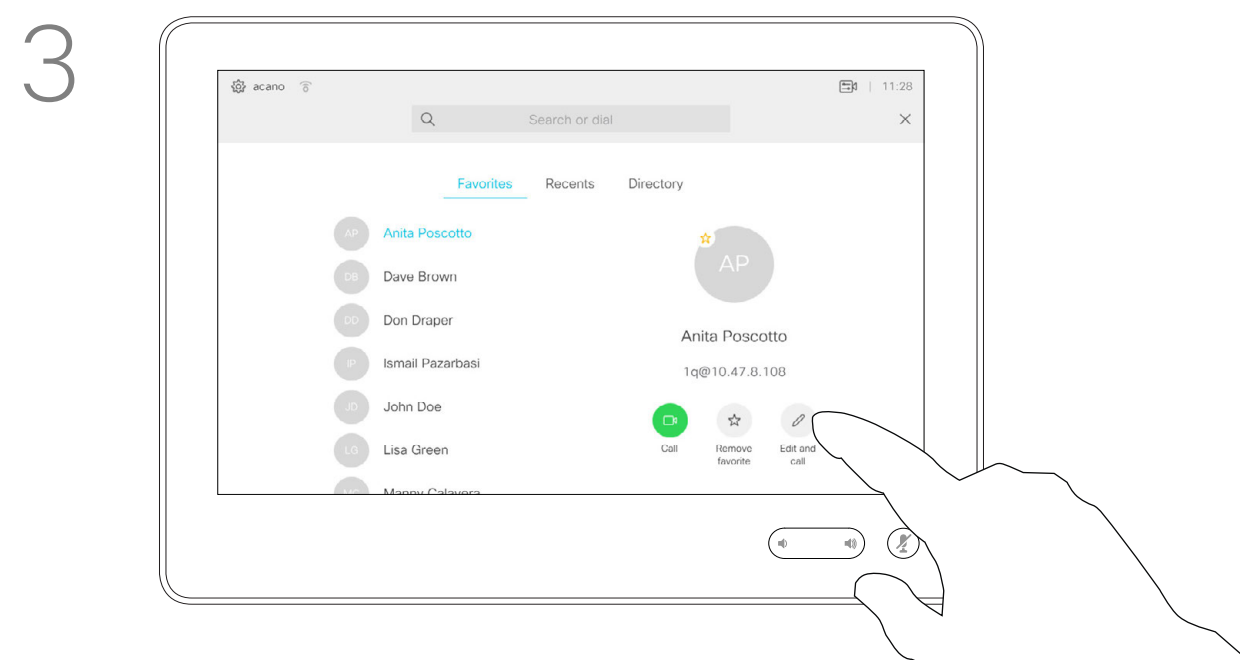 3
acano
11:28
Search or dial
Favorites Recents Directory
AP Anita Poscotto
DB Dave Brown
DD Don Draper
IP Ismail Pazarbasi
JD John Doe
LG Lisa Green
Manny Calavera
AP
Anita Poscotto
1q@10.47.8.108
Call
Remove favorite
Edit and call